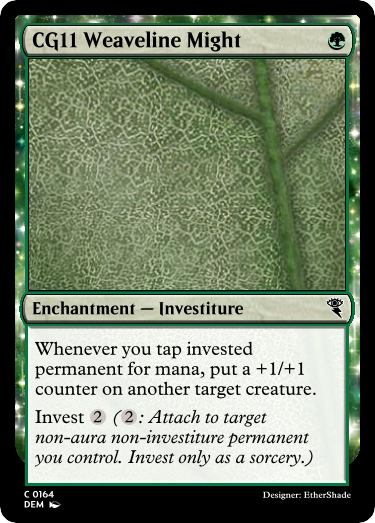 CG11 Weaveline Might
Enchantment — Investiture
Whenever you tap invested
permanent for mana, put a +1/+1
counter on another target creature.
Invest 2 (2: Attach to target
non-aura non-investiture permanent
you control. Invest only as a sorcery.)
C 0164
DEM
Designer: EtherShade